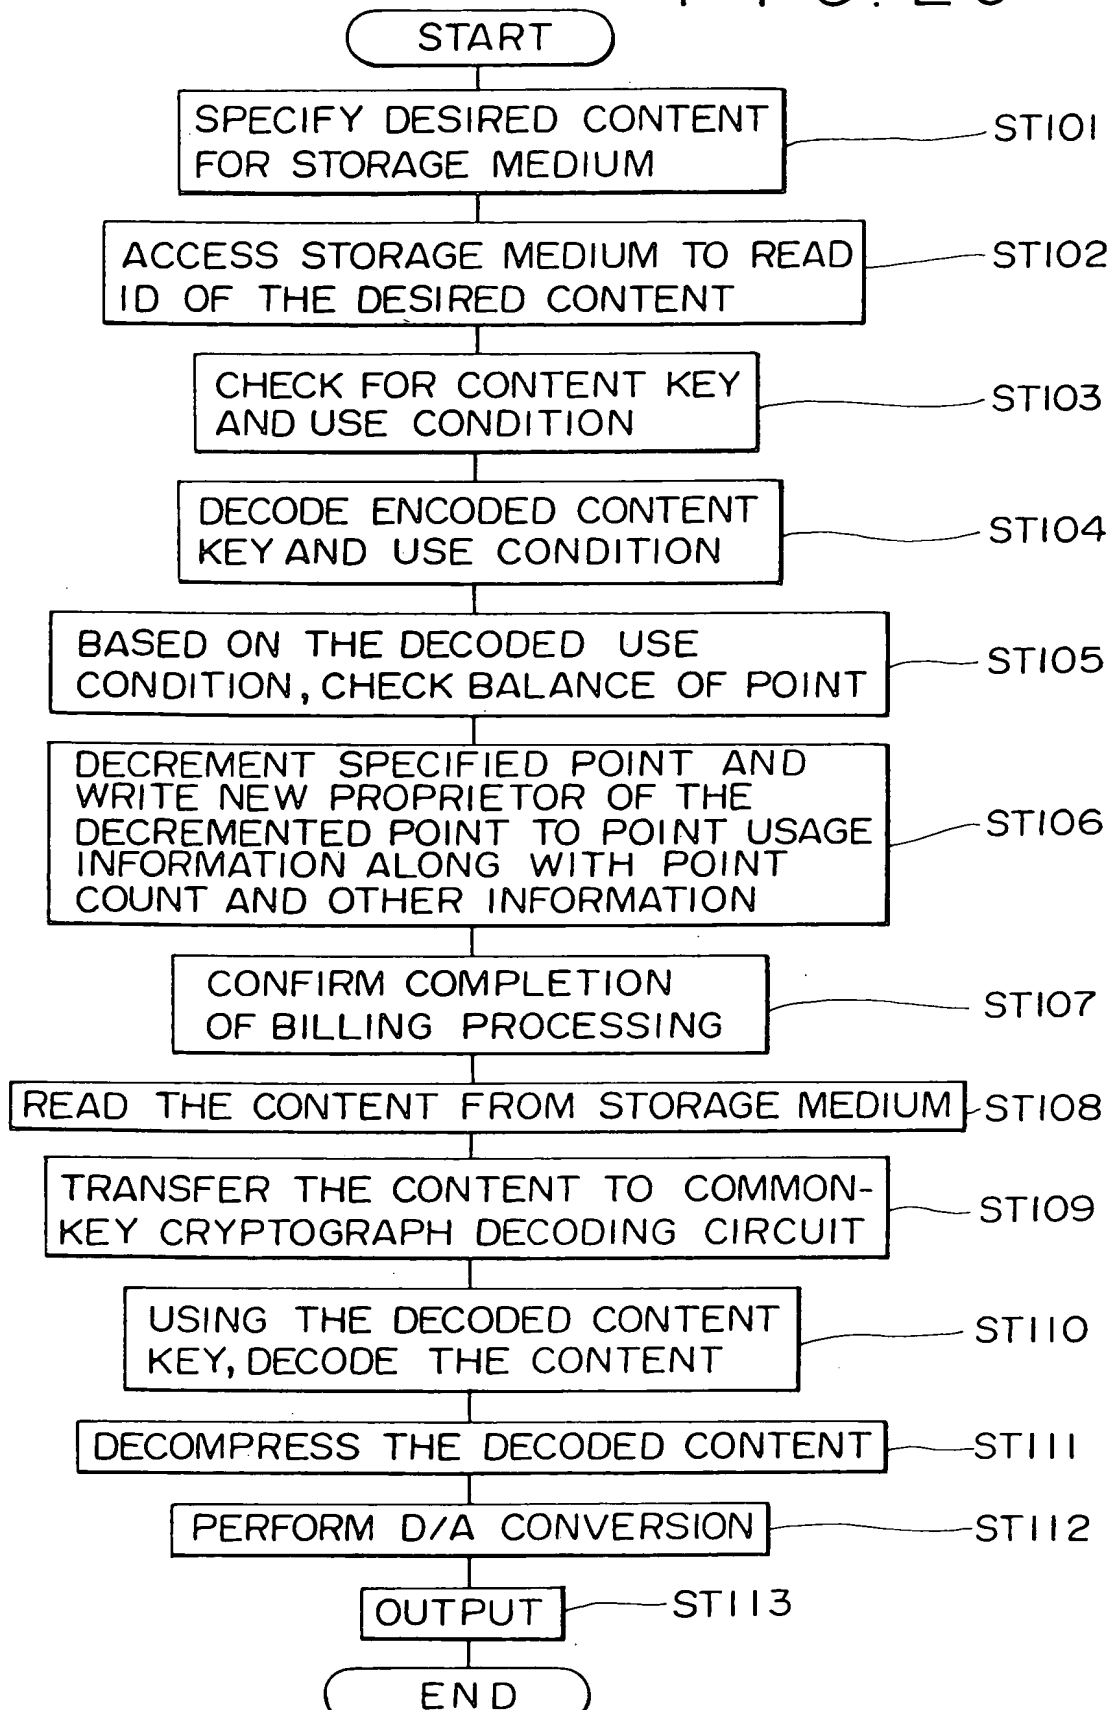 START
SPECIFY DESIRED CONTENT
FOR STORAGE MEDIUM
ST101
ACCESS STORAGE MEDIUM TO READ
ID OF THE DESIRED CONTENT
ST102
CHECK FOR CONTENT KEY
AND USE CONDITION
ST103
DECODE ENCODED CONTENT
KEY AND USE CONDITION
ST104
BASED ON THE DECODED USE
CONDITION, CHECK BALANCE OF POINT
ST105
DECREMENT SPECIFIED POINT AND
WRITE NEW PROPRIETOR OF THE
DECREMENTED POINT TO POINT USAGE
INFORMATION ALONG WITH POINT
COUNT AND OTHER INFORMATION
ST106
CONFIRM COMPLETION
OF BILLING PROCESSING
ST107
READ THE CONTENT FROM STORAGE MEDIUM
ST108
TRANSFER THE CONTENT TO COMMON-
KEY CRYPTOGRAPH DECODING CIRCUIT
ST109
USING THE DECODED CONTENT
KEY, DECODE THE CONTENT
ST110
DECOMPRESS THE DECODED CONTENT
ST111
PERFORM D/A CONVERSION
ST112
OUTPUT
ST113
END